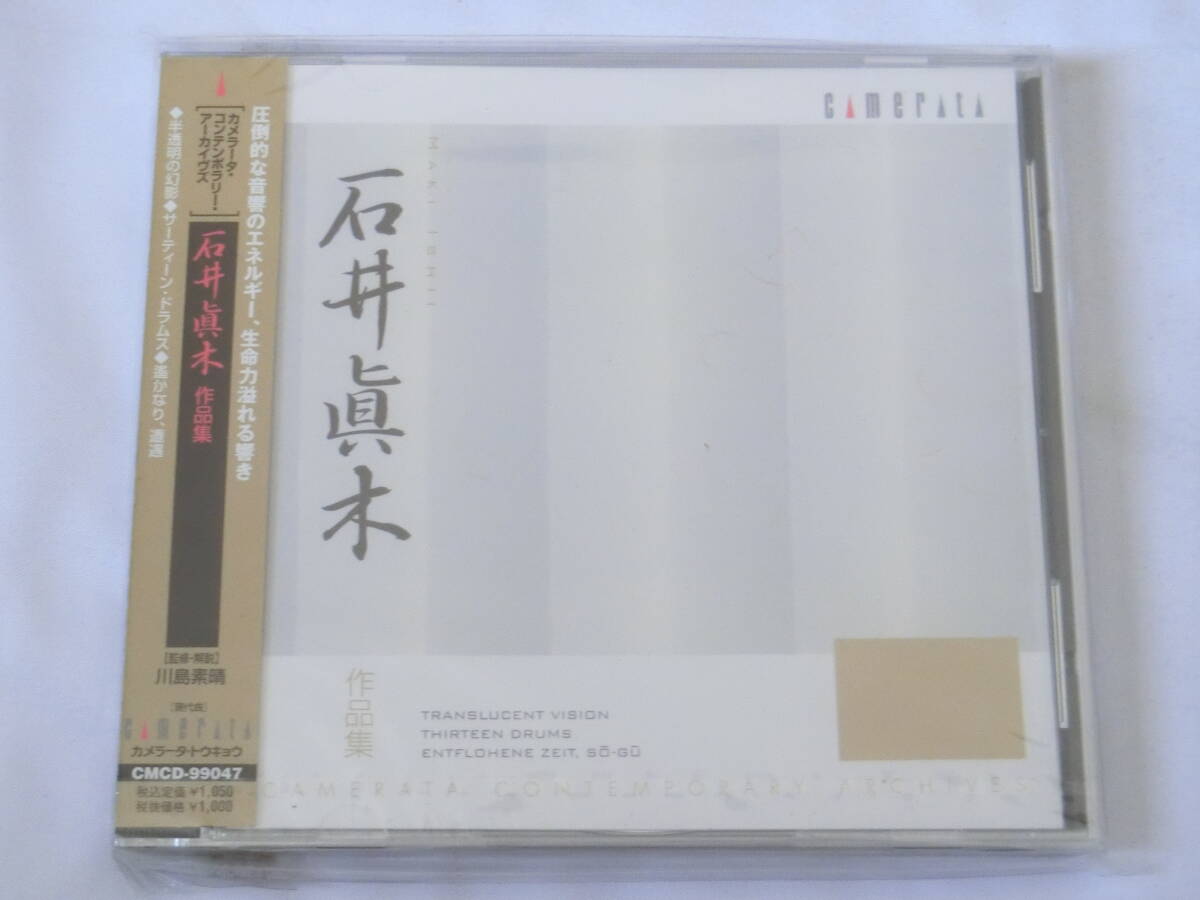 圧倒的な音響のエネルギー、生命力溢れる響き
[カメラータ・
コンテンポラリー・
アーカイヴズ]
石井眞木 作品集
◆半透明の幻影◆サーティーン・ドラムス◆遙かなり、遭遇
[監修・解説]
川島素晴
[現代曲]
camerata
カメラータ・トウキョウ
CMCD-99047
税込定価 ¥1,050
税抜価格 ¥1,000
camerata
MAKI ISHII
石井眞木
作品集
TRANSLUCENT VISION
THIRTEEN DRUMS
ENTFLOHENE ZEIT, SŌ-GŪ
CAMERATA CONTEMPORARY ARCHIVES